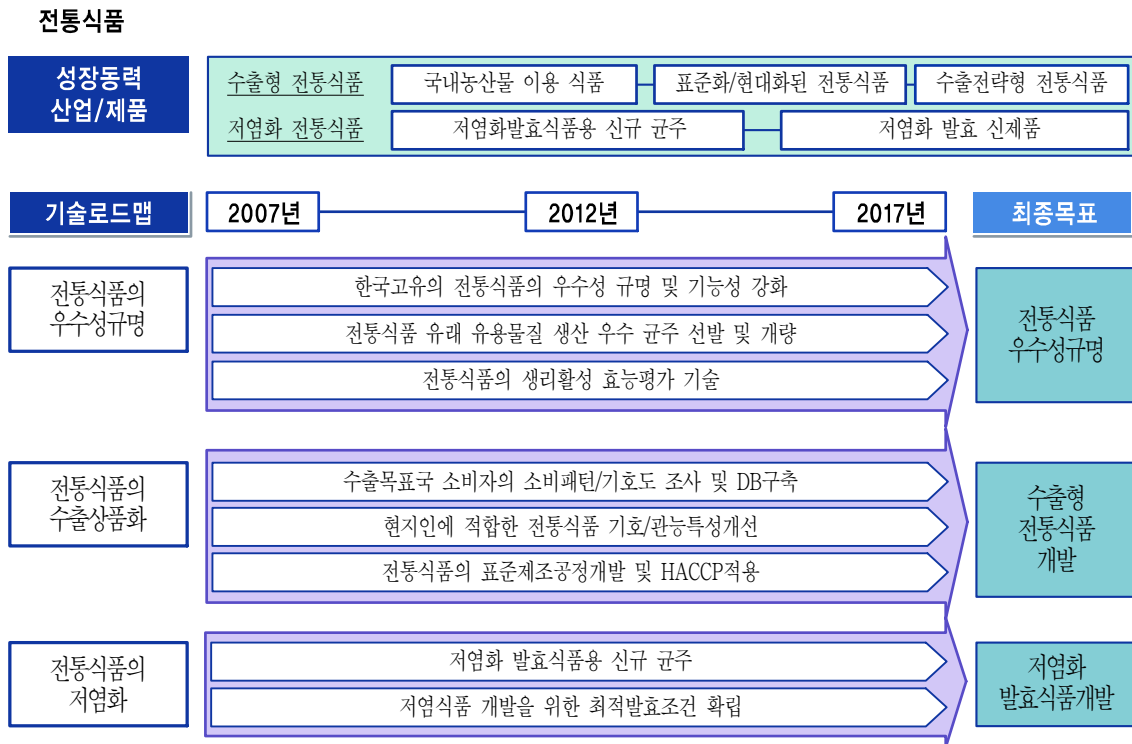 전통식품
성장동력
산업/제품
수출형 전통식품
국내농산물 이용 식품
표준화/현대화된 전통식품
수출전략형 전통식품
저염화 전통식품
저염화발효식품용 신규 균주
저염화 발효 신제품
기술로드맵
2007년
2012년
2017년
최종목표
전통식품의
우수성규명
한국고유의 전통식품의 우수성 규명 및 기능성 강화
전통식품 유래 유용물질 생산 우수 균주 선발 및 개량
전통식품의 생리활성 효능평가 기술
전통식품
우수성규명
전통식품의
수출상품화
수출목표국 소비자의 소비패턴/기호도 조사 및 DB구축
현지인에 적합한 전통식품 기호/관능특성개선
전통식품의 표준제조공정개발 및 HACCP적용
수출형
전통식품
개발
전통식품의
저염화
저염화 발효식품용 신규 균주
저염식품 개발을 위한 최적발효조건 확립
저염화
발효식품개발